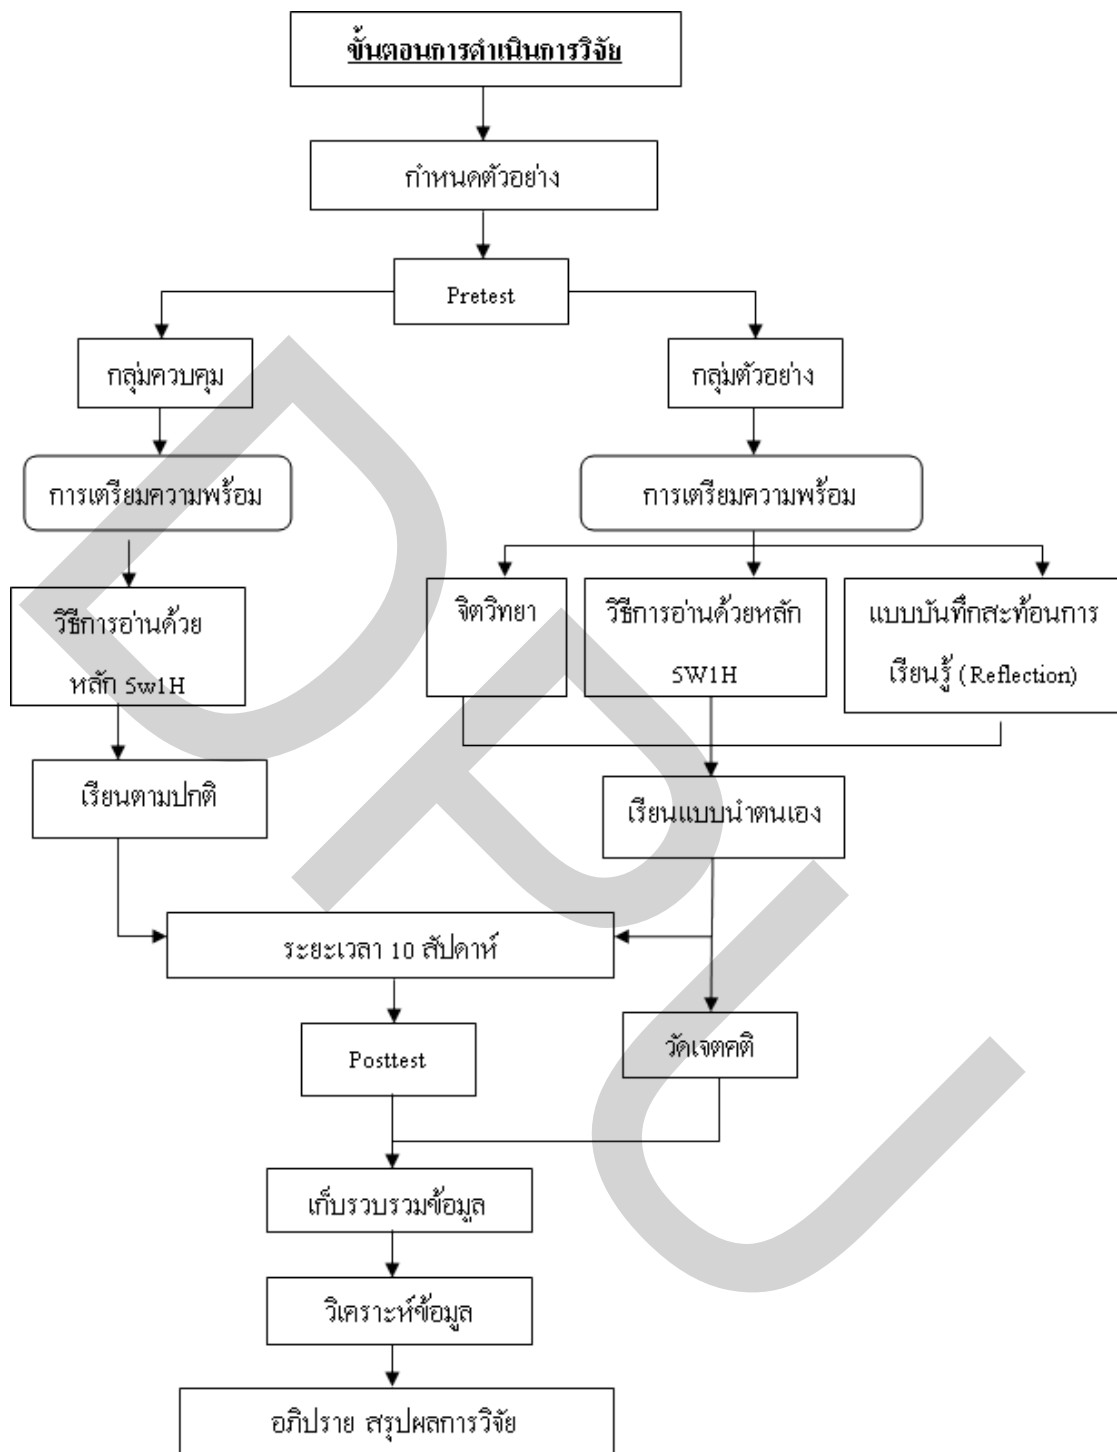 ขั้นตอนการดำเนินการวิจัย
กำหนดตัวอย่าง
Pretest
กลุ่มควบคุม
กลุ่มตัวอย่าง
การเตรียมความพร้อม
การเตรียมความพร้อม
วิธีการอ่านด้วย
หลัก 5w1H
จิตวิทยา
วิธีการอ่านด้วยหลัก
5W1H
แบบบันทึกสะท้อนการ
เรียนรู้ (Reflection)
เรียนตามปกติ
เรียนแบบนำตนเอง
ระยะเวลา 10 สัปดาห์
Posttest
วัดเจตคติ
เก็บรวบรวมข้อมูล
วิเคราะห์ข้อมูล
อภิปราย สรุปผลการวิจัย
DPU